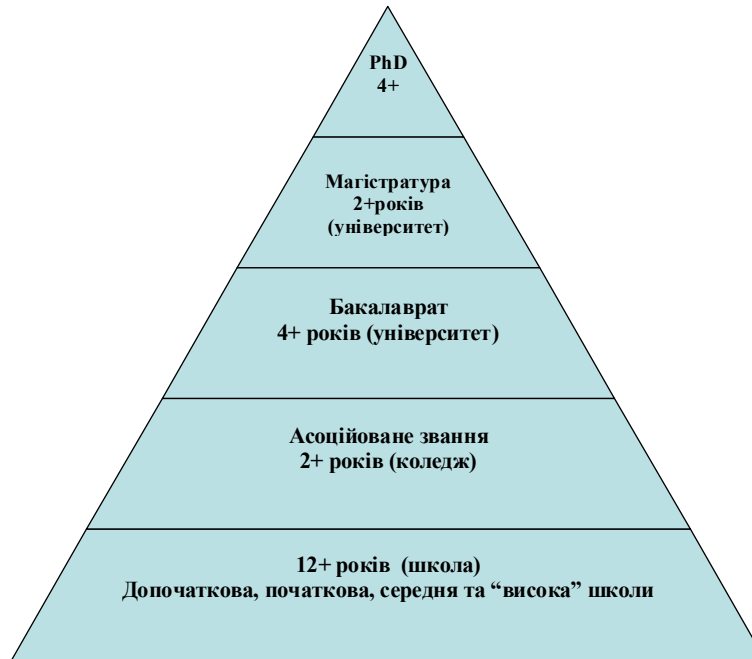 PhD
4+
Магістратура
2+років
(університет)
Бакалаврат
4+ років (університет)
Асоційоване звання
2+ років (коледж)
12+ років (школа)
Допочаткова, початкова, середня та “висока” школи